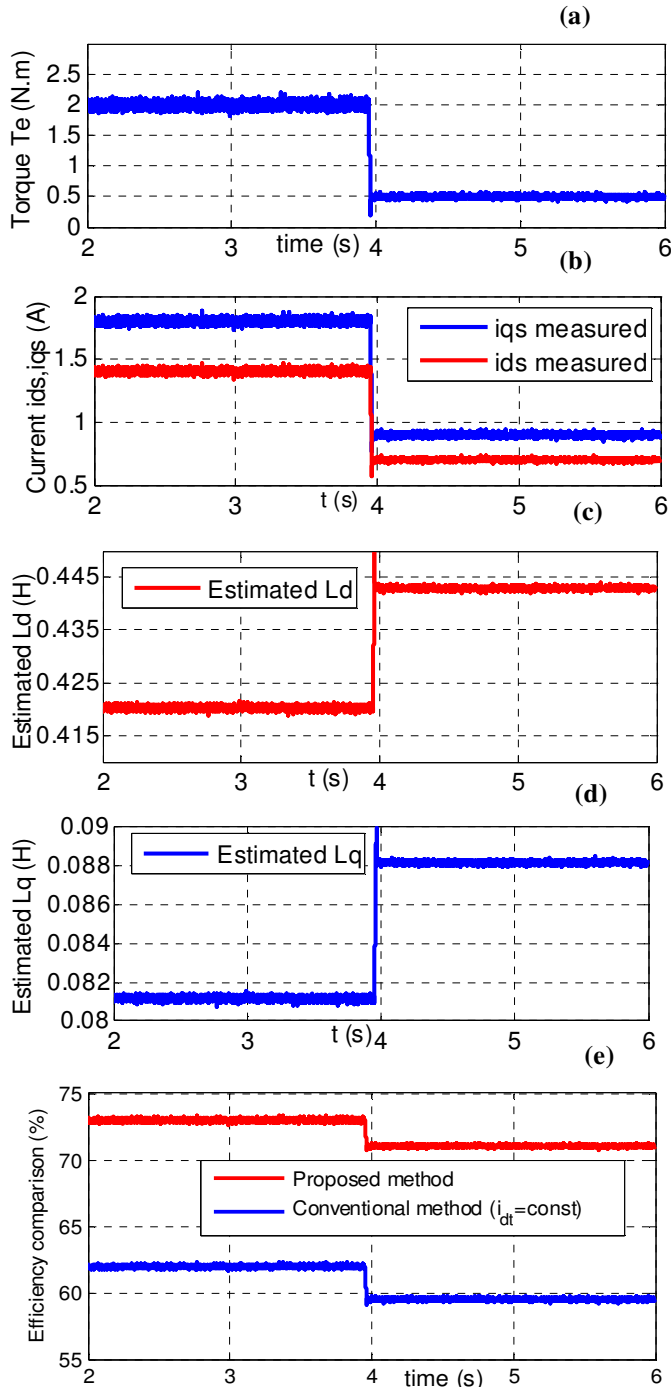 (a)
Torque Te (N.m)
2.5
2
1.5
1
0.5
0
2
3
4
5
6
time (s)
(b)
Current ids,iqs (A)
2
1.5
1
0.5
iqs measured
ids measured
2
3
4
5
6
t (s)
(c)
Estimated Ld (H)
0.445
0.435
0.420
0.415
Estimated Ld
2
3
4
5
6
t (s)
(d)
Estimated Lq (H)
0.09
0.088
0.086
0.084
0.082
0.08
Estimated Lq
2
3
4
5
6
t (s)
(e)
Efficiency comparison (%)
75
70
65
60
55
Proposed method
Conventional method (idt=const)
2
3
4
5
6
time (s)